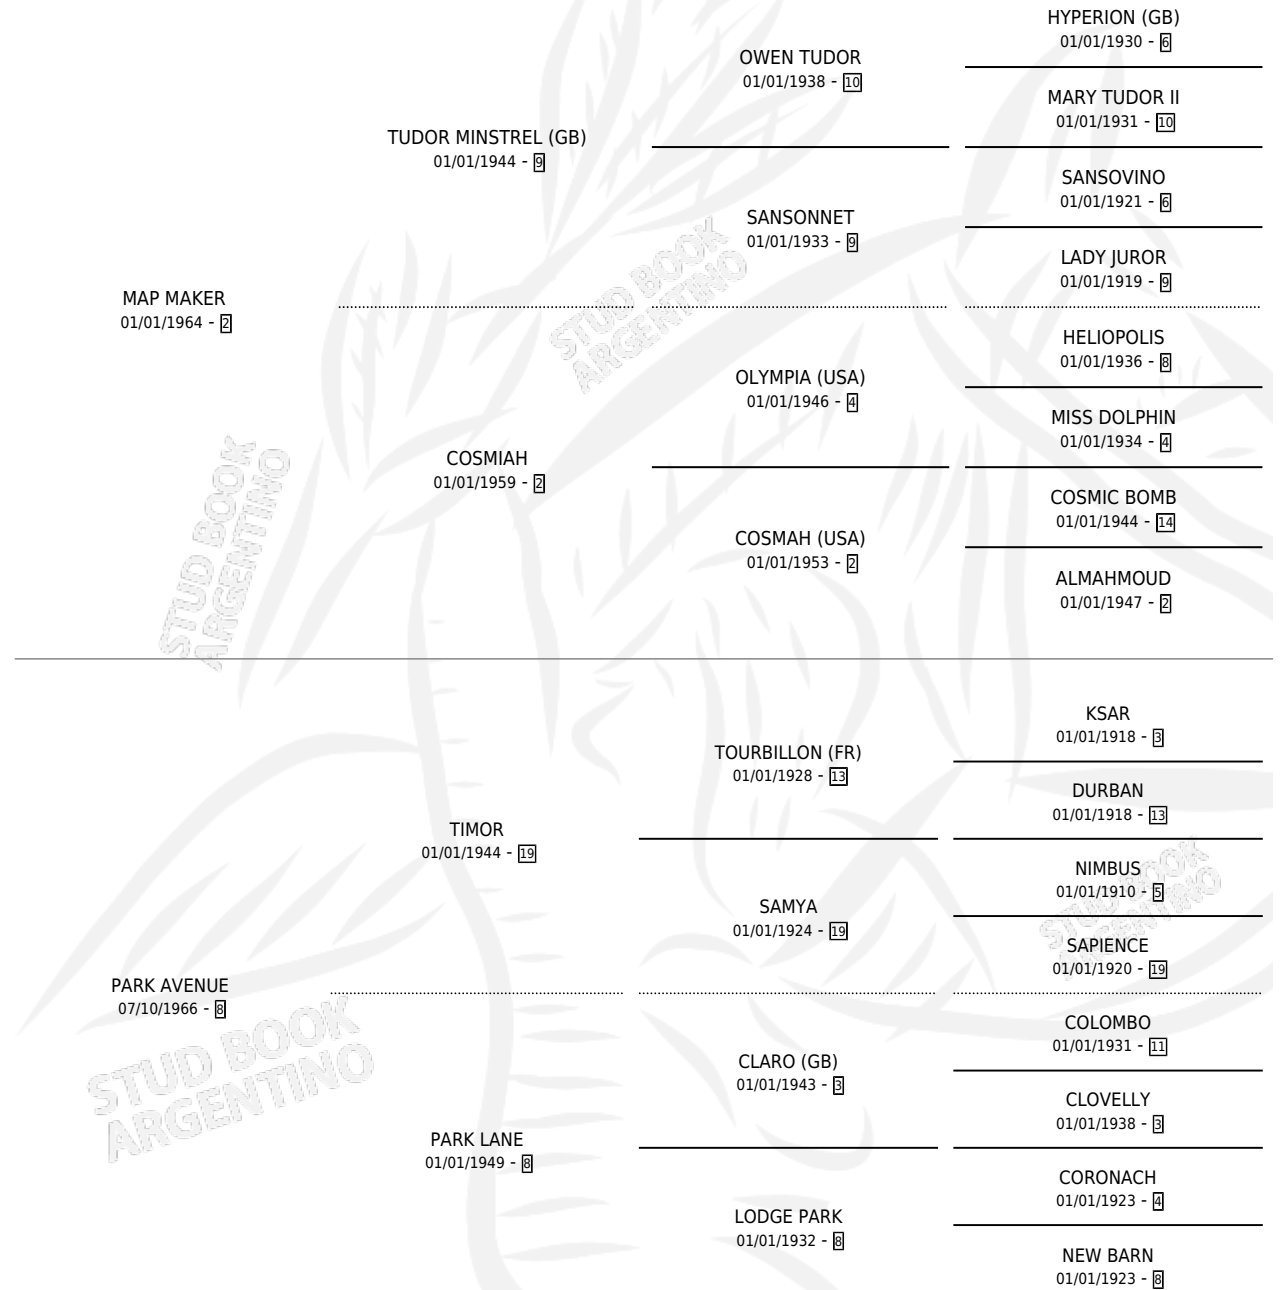 HYPERION (GB)
01/01/1930 - 6
OWEN TUDOR
01/01/1938 - 10
MARY TUDOR II
01/01/1931 - 10
TUDOR MINSTREL (GB)
01/01/1944 - 9
SANSOVINO
01/01/1921 - 6
SANSONNET
01/01/1933 - 9
LADY JUROR
01/01/1919 - 9
MAP MAKER
01/01/1964 - 2
HELIOPOLIS
01/01/1936 - 8
OLYMPIA (USA)
01/01/1946 - 4
MISS DOLPHIN
01/01/1934 - 4
COSMIAH
01/01/1959 - 2
COSMIC BOMB
01/01/1944 - 14
COSMAH (USA)
01/01/1953 - 2
ALMAHMOUD
01/01/1947 - 2
STUD BOOK
ARGENTINO
STUD BOOK
ARGENTINO
KSAR
01/01/1918 - 3
TOURBILLON (FR)
01/01/1928 - 13
DURBAN
01/01/1918 - 13
TIMOR
01/01/1944 - 19
NIMBUS
01/01/1910 - 5
SAMYA
01/01/1924 - 19
SAPIENCE
01/01/1920 - 19
PARK AVENUE
07/10/1966 - 8
COLOMBO
01/01/1931 - 11
CLARO (GB)
01/01/1943 - 3
CLOVELLY
01/01/1938 - 3
PARK LANE
01/01/1949 - 8
CORONACH
01/01/1923 - 4
LODGE PARK
01/01/1932 - 8
NEW BARN
01/01/1923 - 8
STUD BOOK
ARGENTINO
STUD BOOK
ARGENTINO